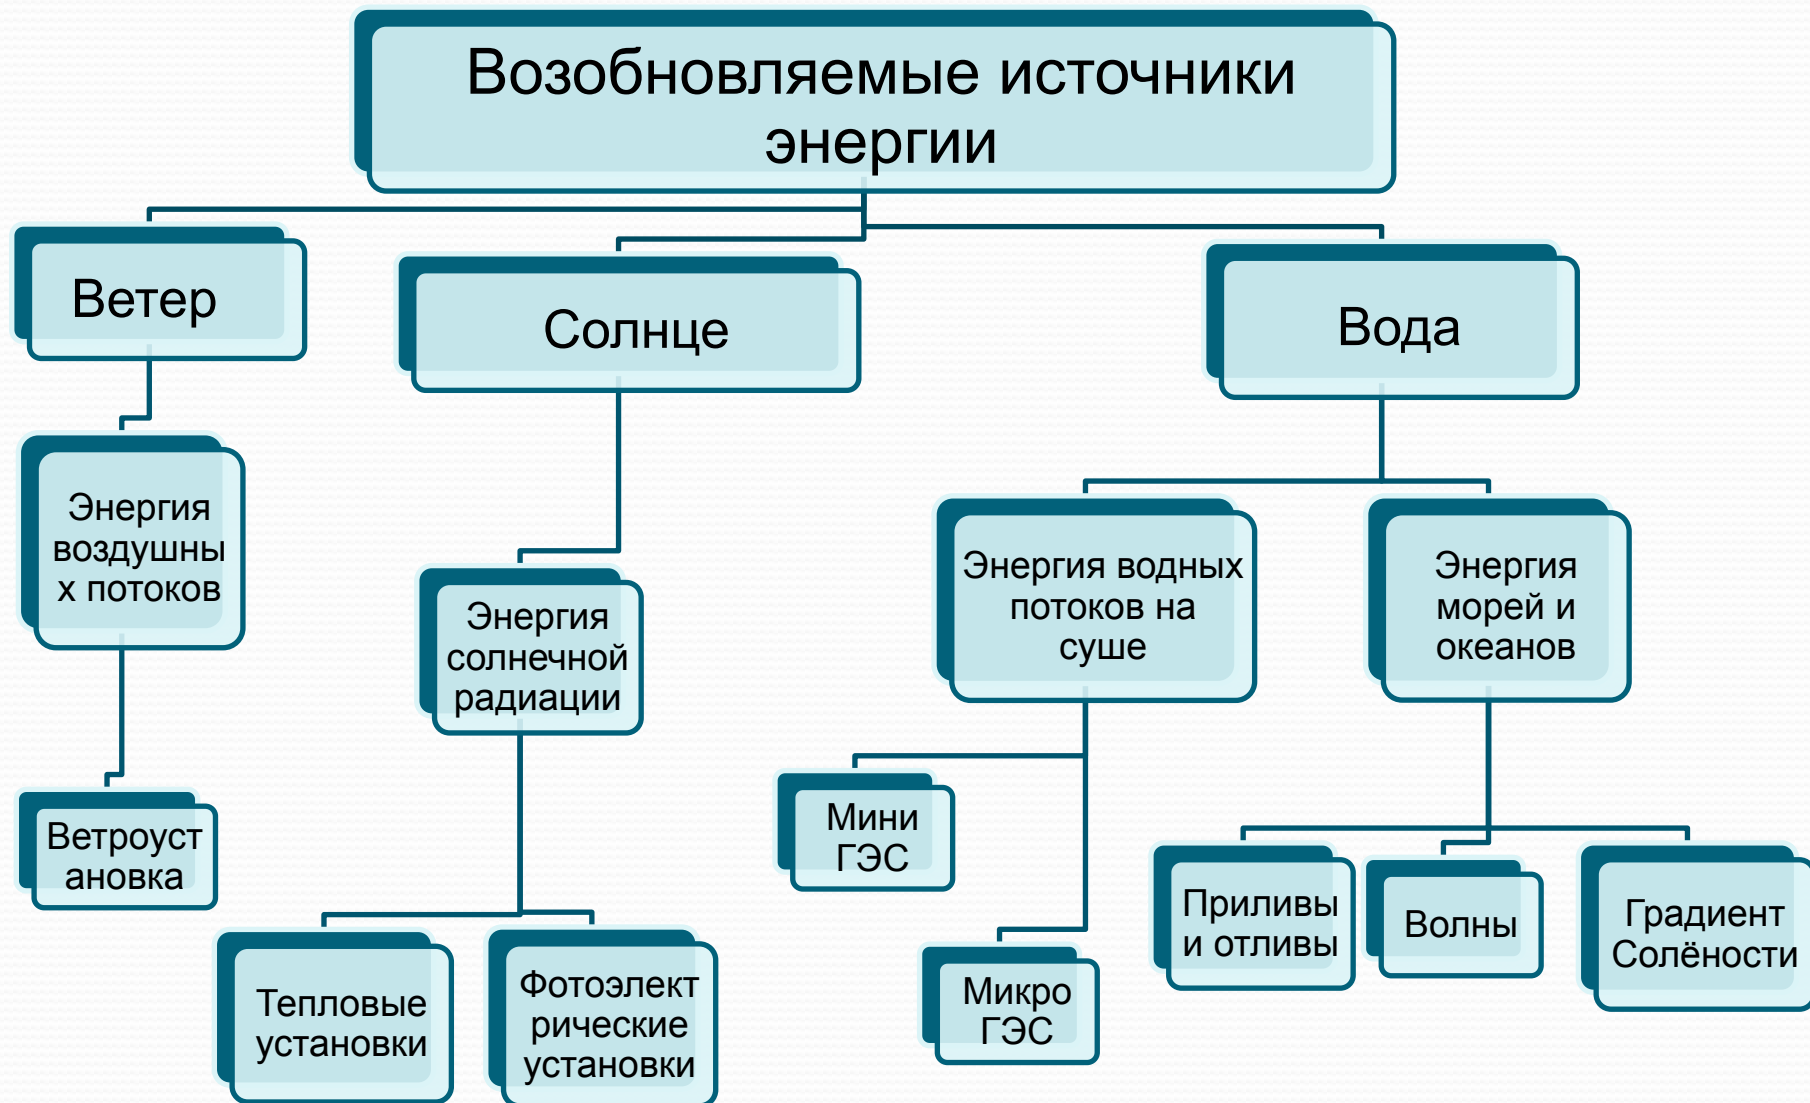 Возобновляемые источники
энергии
Ветер
Солнце
Вода
Энергия
воздушны
х потоков
Энергия
солнечной
радиации
Энергия водных
потоков на
суше
Энергия
морей и
океанов
Ветроуст
ановка
Тепловые
установки
Фотоэлект
рические
установки
Мини
ГЭС
Микро
ГЭС
Приливы
и отливы
Волны
Градиент
Солёности